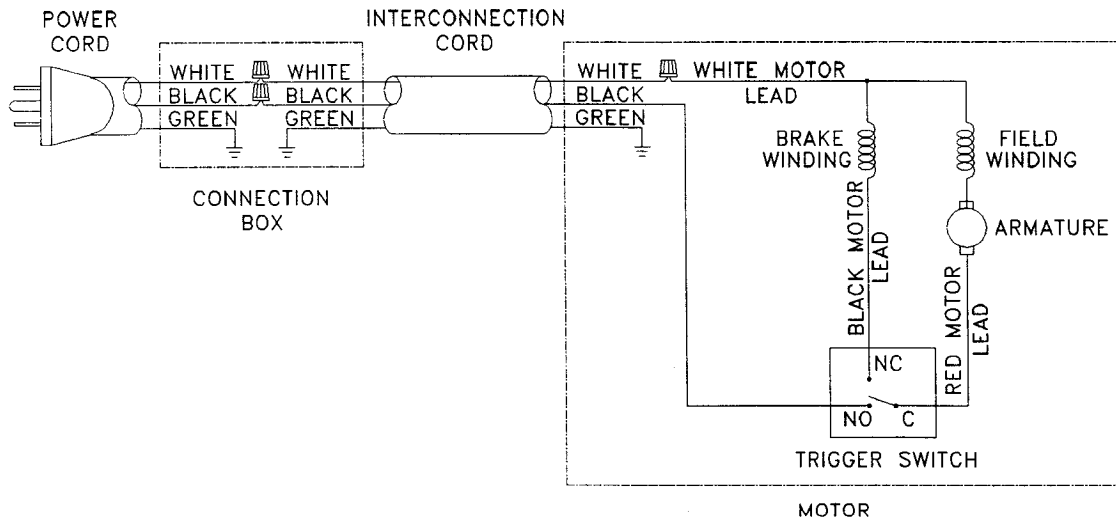 POWER
CORD
INTERCONNECTION
CORD
WHITE
WHITE
WHITE
WHITE MOTOR
LEAD
BLACK
BLACK
BLACK
GREEN
GREEN
GREEN
CONNECTION
BOX
BRAKE
WINDING
FIELD
WINDING
ARMATURE
BLACK MOTOR
LEAD
RED MOTOR
LEAD
NC
NO
C
TRIGGER SWITCH
MOTOR